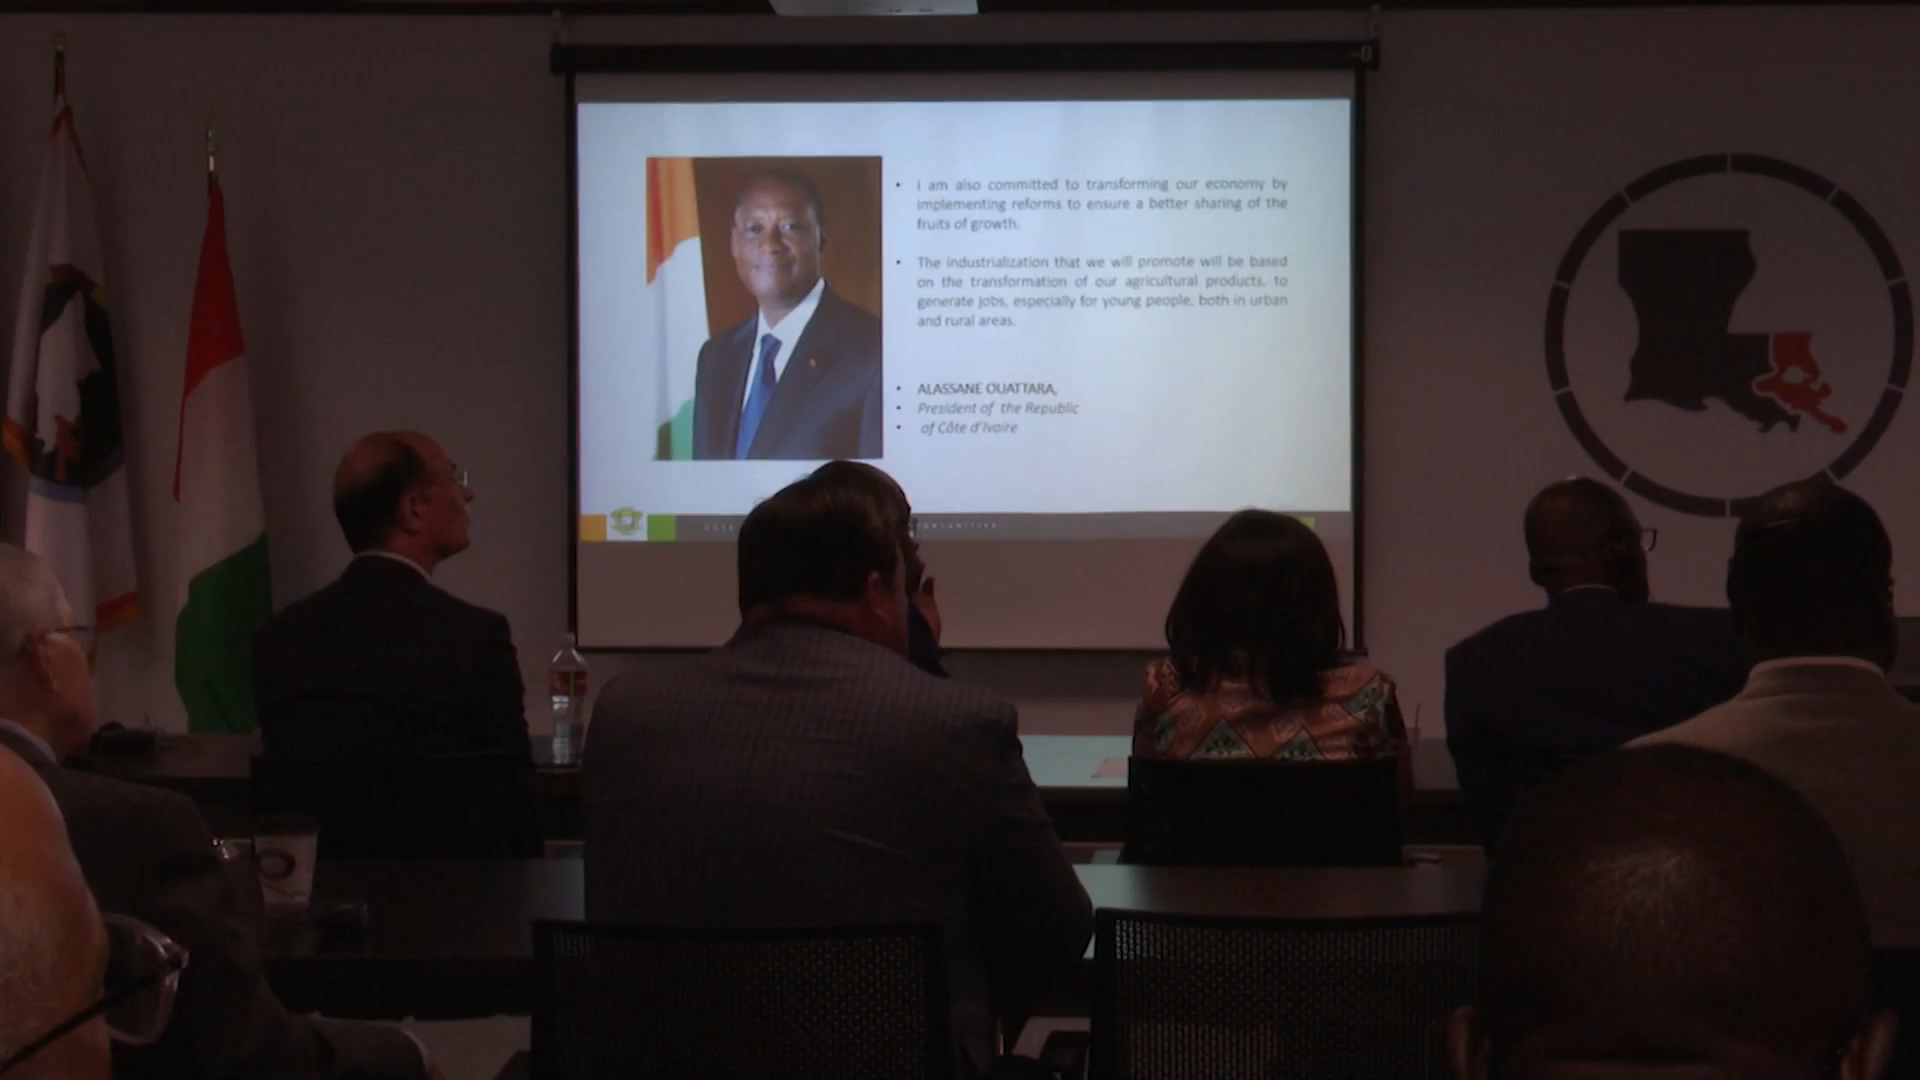 • I am also committed to transforming our economy by
implementing reforms to ensure a better sharing of the
fruits of growth.
• The industrialization that we will promote will be based
on the transformation of our agricultural products, to
generate jobs, especially for young people, both in urban
and rural areas.
• ALASSANE OUATTARA,
• President of the Republic
• of Côte d'Ivoire